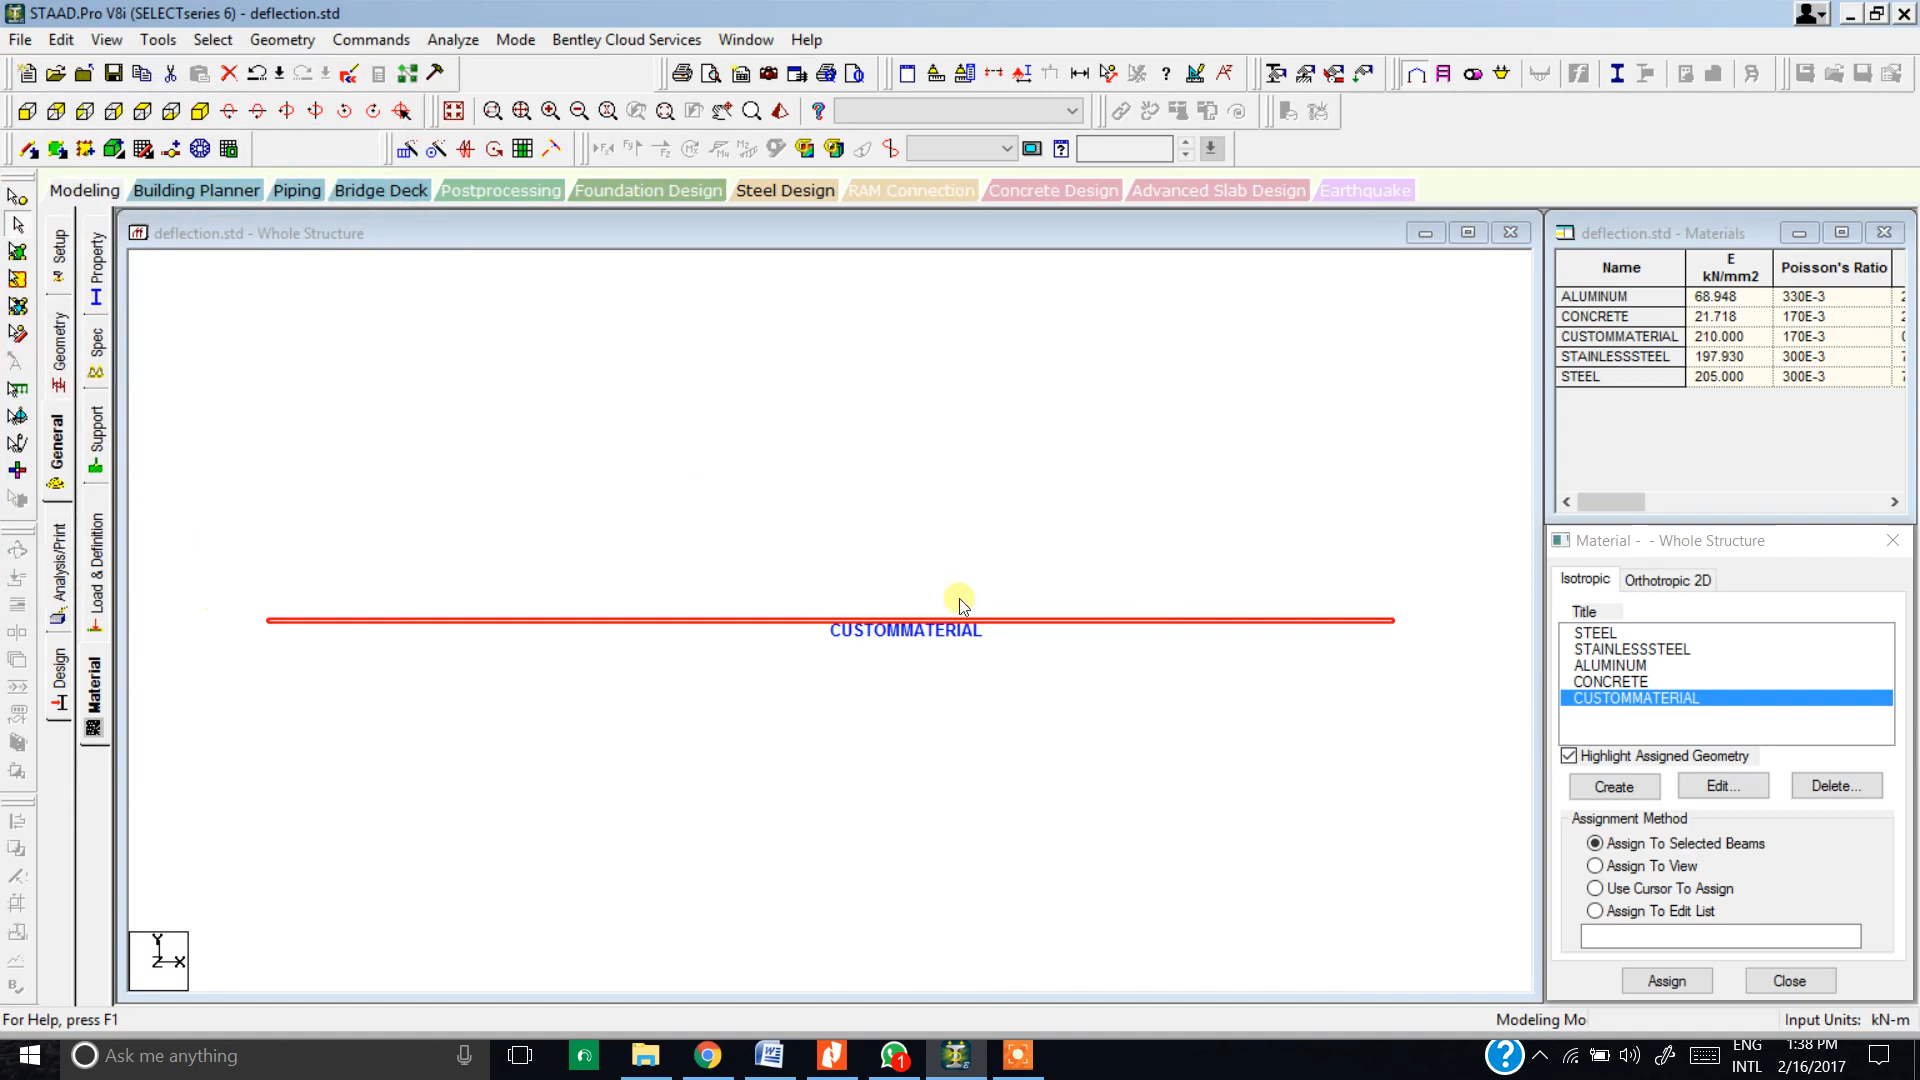 STAAD.Pro V8i (SELECTseries 6) - deflection.std
File Edit View Tools Select Geometry Commands Analyze Mode Bentley Cloud Services Window Help
Modeling Building Planner Piping Bridge Deck Postprocessing Foundation Design Steel Design RAM Connection Concrete Design Advanced Slab Design Earthquake
Setup
Geometry
General
Analysis/Print
Design
Property
Spec
Support
Load & Definition
Material
deflection.std - Whole Structure
CUSTOMMATERIAL
Y
Z X
deflection.std - Materials
Name E kN/mm2 Poisson's Ratio
ALUMINUM 68.948 330E-3
CONCRETE 21.718 170E-3
CUSTOMMATERIAL 210.000 170E-3
STAINLESSSTEEL 197.930 300E-3
STEEL 205.000 300E-3
Material - - Whole Structure
Isotropic Orthotropic 2D
Title
STEEL
STAINLESSSTEEL
ALUMINUM
CONCRETE
CUSTOMMATERIAL
Highlight Assigned Geometry
Create Edit... Delete...
Assignment Method
Assign To Selected Beams
Assign To View
Use Cursor To Assign
Assign To Edit List
Assign Close
For Help, press F1
Modeling Mo
Input Units: kN-m
Ask me anything
1
ENG
INTL
1:38 PM
2/16/2017